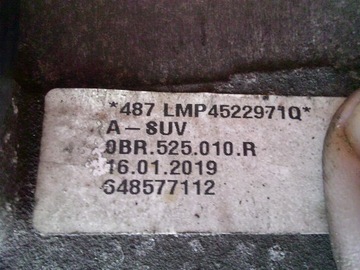 *487 LMP4522971Q*
A-SUV
0BR.525.010.R
16.01.2019
648577112